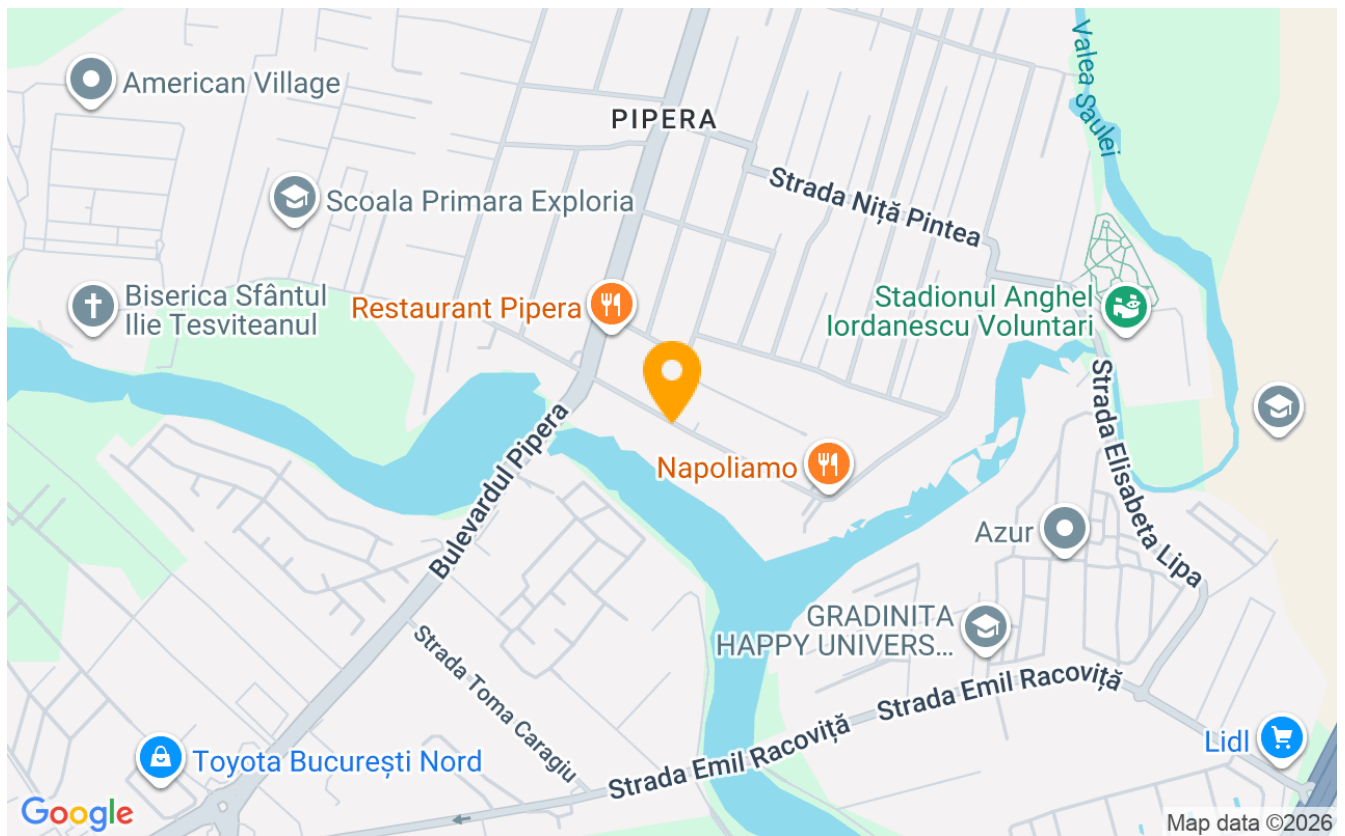 American Village
PIPERA
Valea Saulei
Strada Niță Pintea
Scoala Primara Exploria
Biserica Sfântul
Ilie Tesviteanul
Restaurant Pipera
Stadionul Anghel
Iordanescu Voluntari
Bulevardul Pipera
Strada Elisabeta Lipa
Napoliamo
Azur
GRADINITA
HAPPY UNIVERS...
Strada Toma Caragiu
Strada Emil Racoviță
Strada Emil Racoviță
Lidl
Toyota București Nord
Google
Map data ©2026